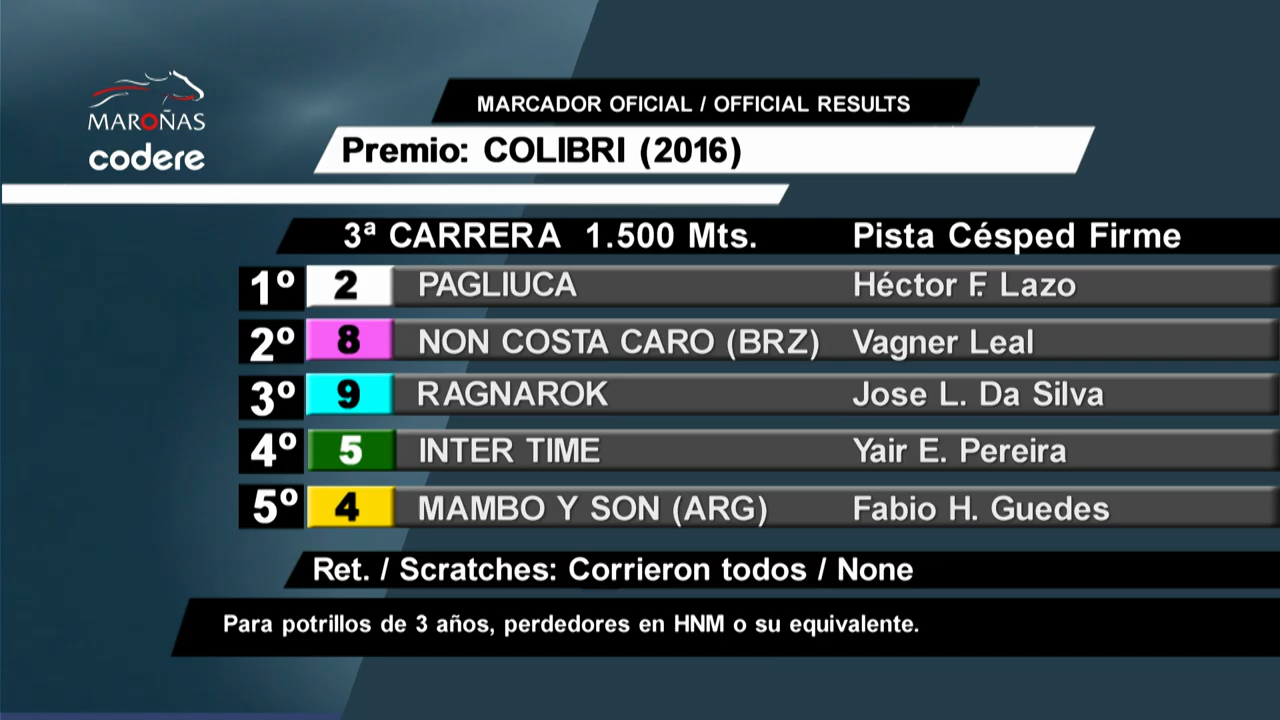 MAROÑAS
codere
MARCADOR OFICIAL / OFFICIAL RESULTS
Premio: COLIBRI (2016)
3ª CARRERA 1.500 Mts. Pista Césped Firme
1º 2 PAGLIUCA Héctor F. Lazo
2º 8 NON COSTA CARO (BRZ) Vagner Leal
3º 9 RAGNAROK Jose L. Da Silva
4º 5 INTER TIME Yair E. Pereira
5º 4 MAMBO Y SON (ARG) Fabio H. Guedes
Ret. / Scratches: Corrieron todos / None
Para potrillos de 3 años, perdedores en HNM o su equivalente.